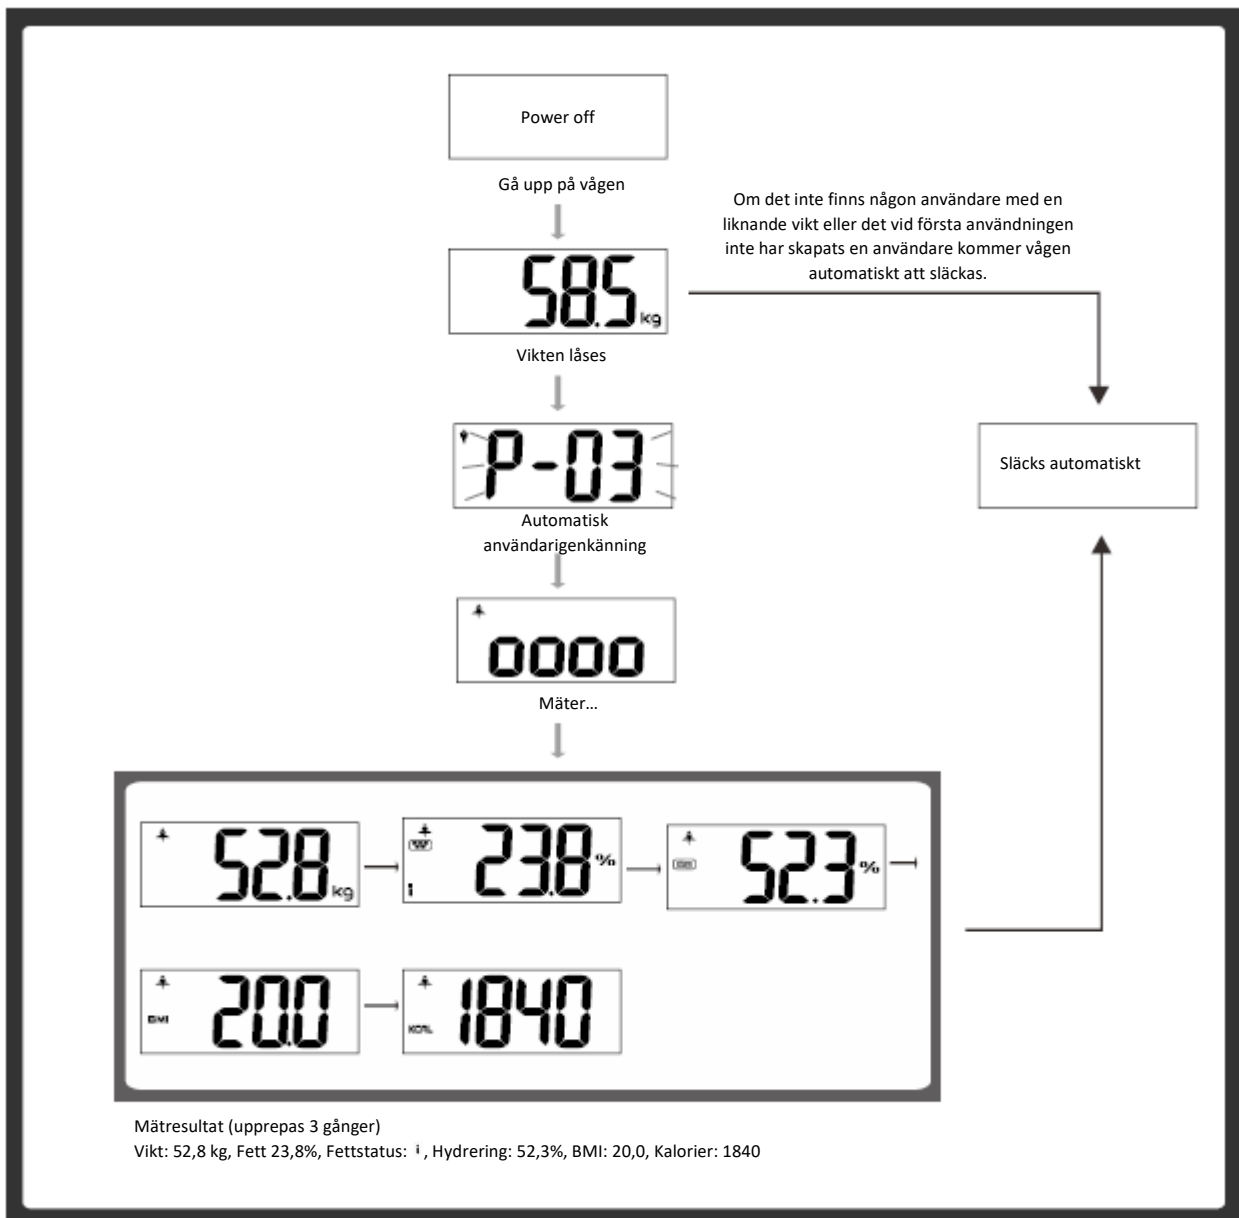 Power off
Gå upp på vågen
Om det inte finns någon användare med en
liknande vikt eller det vid första användningen
inte har skapats en användare kommer vågen
automatiskt att släckas.
58.5 kg
Vikten låses
P-03
Släcks automatiskt
Automatisk
användarigenkänning
oooo
Mäter...
52.8 kg
23.8 %
52.3 %
BMI 20.0
KCAL 1840
Mätresultat (upprepas 3 gånger)
Vikt: 52,8 kg, Fett 23,8%, Fettstatus: i, Hydrering: 52,3%, BMI: 20,0, Kalorier: 1840